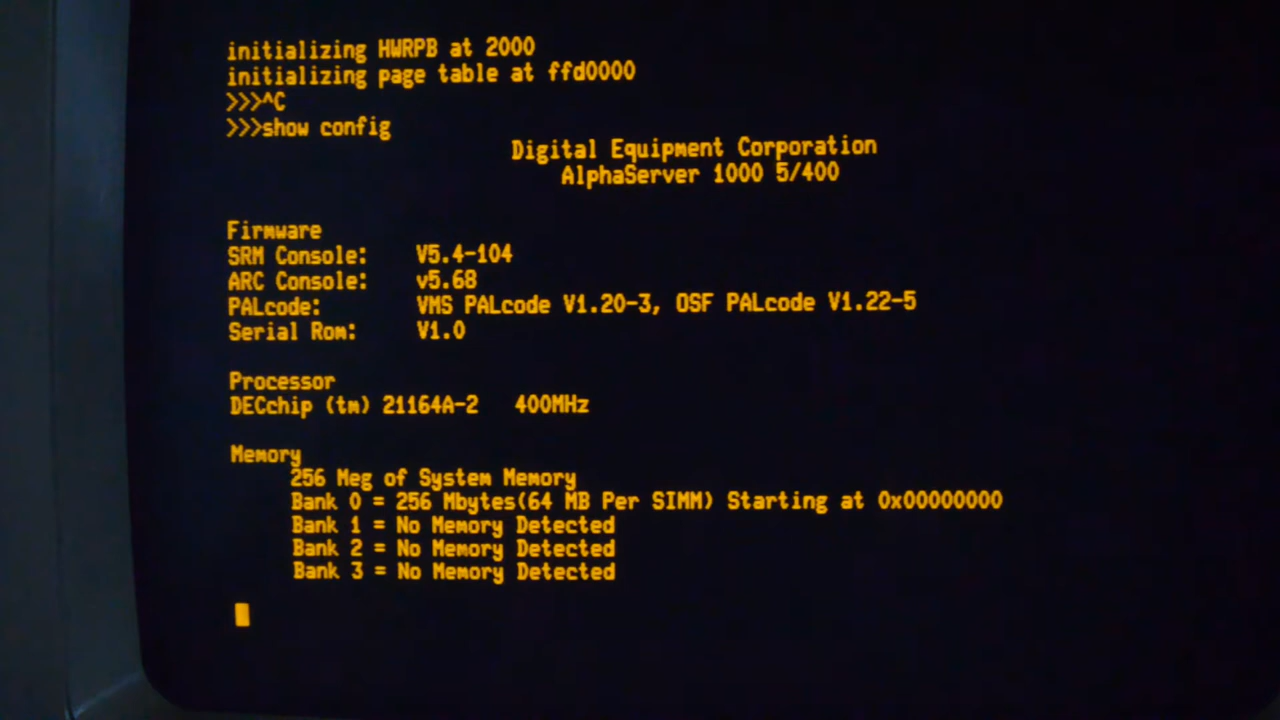 initializing HWRPB at 2000
initializing page table at ffd0000
>>>^C
>>>show config
Digital Equipment Corporation
AlphaServer 1000 5/400
Firmware
SRM Console: V5.4-104
ARC Console: v5.68
PALcode: VMS PALcode V1.20-3, OSF PALcode V1.22-5
Serial Rom: V1.0
Processor
DECchip (tm) 21164A-2 400MHz
Memory
256 Meg of System Memory
Bank 0 = 256 Mbytes(64 MB Per SIMM) Starting at 0x00000000
Bank 1 = No Memory Detected
Bank 2 = No Memory Detected
Bank 3 = No Memory Detected